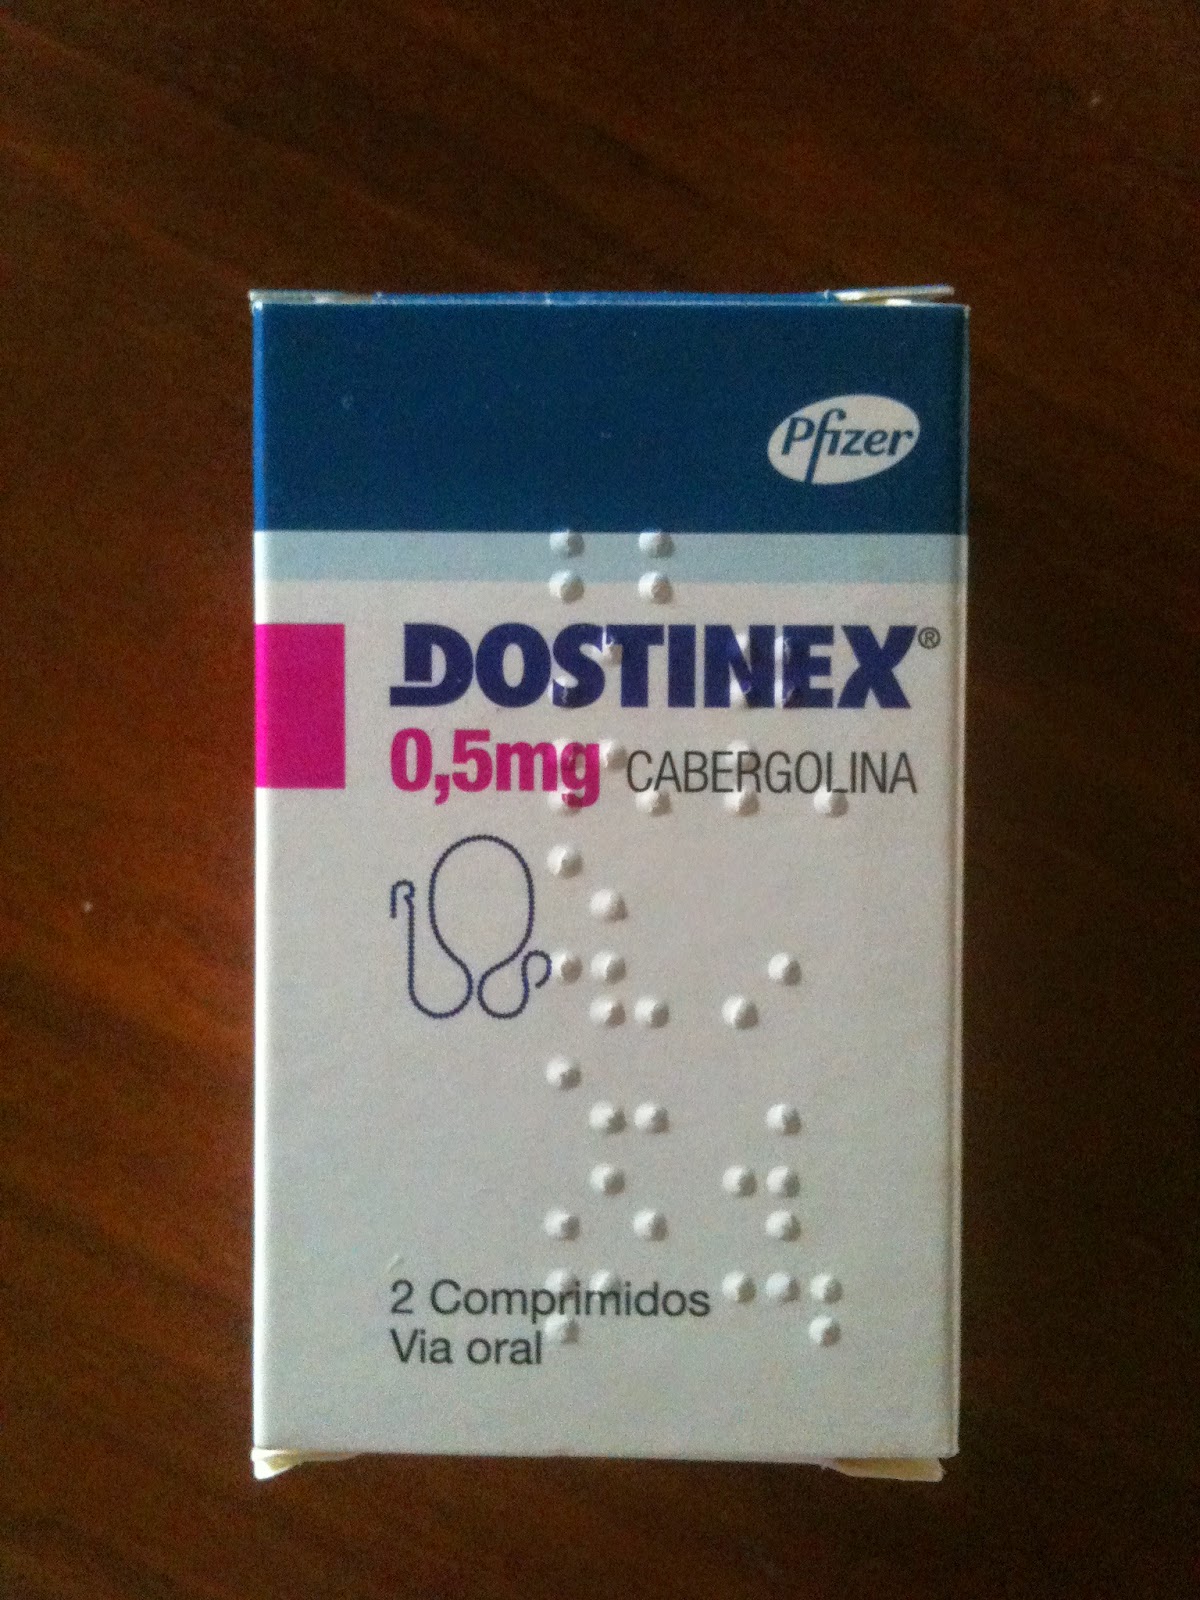 Pfizer
DOSTINEX®
0,5mg CABERGOLINA
2 Comprimidos
Via oral